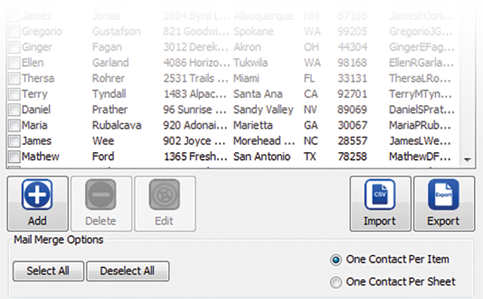 James Jones 2694 Byrd L... Albuquerque NM 87108 JamesNJon...
Gregorio Gustafson 821 Goodwi... Spokane WA 99205 GregorioJG...
Ginger Fagan 3012 Derek... Akron OH 44304 GingerEFag...
Ellen Garland 4086 Horizo... Tukwila WA 98168 EllenRGarla...
Thersa Rohrer 2531 Trails ... Miami FL 33131 ThersaLRo...
Terry Tyndall 1483 Alpac... Santa Ana CA 92701 TerryMTyn...
Daniel Prather 96 Sunrise ... Sandy Valley NV 89069 DanielSPrat...
Maria Rubalcava 920 Adonai... Marietta GA 30067 MariaPRub...
James Wee 902 Joyce ... Morehead ... NC 28557 JamesLWe...
Mathew Ford 1365 Fresh... San Antonio TX 78258 MathewDF...
CSV Export
Add Delete Edit Import Export
Mail Merge Options
Select All Deselect All
One Contact Per Item
One Contact Per Sheet